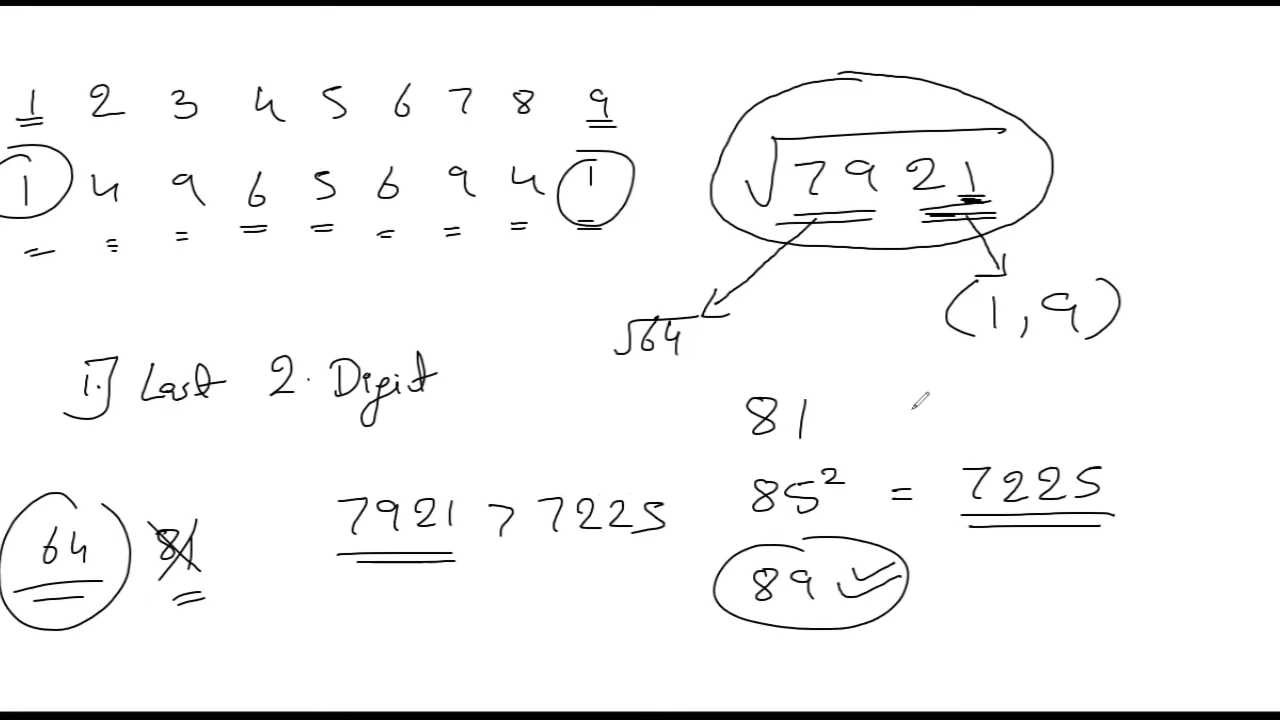 1 2 3 4 5 6 7 8 9
1 4 9 6 5 6 9 4 1
√7921
√64
(1, 9)
1.] Last 2 Digit
81
85² = 7225
64 81
7921 > 7225
89 ✓